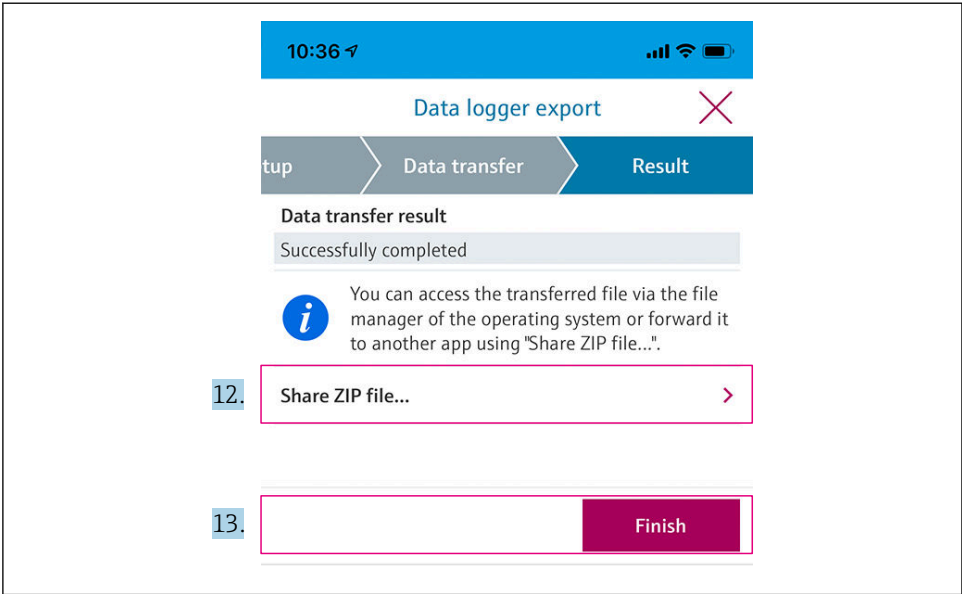 10:36
Data logger export
tup
Data transfer
Result
Data transfer result
Successfully completed
You can access the transferred file via the file
manager of the operating system or forward it
to another app using "Share ZIP file...".
12.
Share ZIP file...
13.
Finish